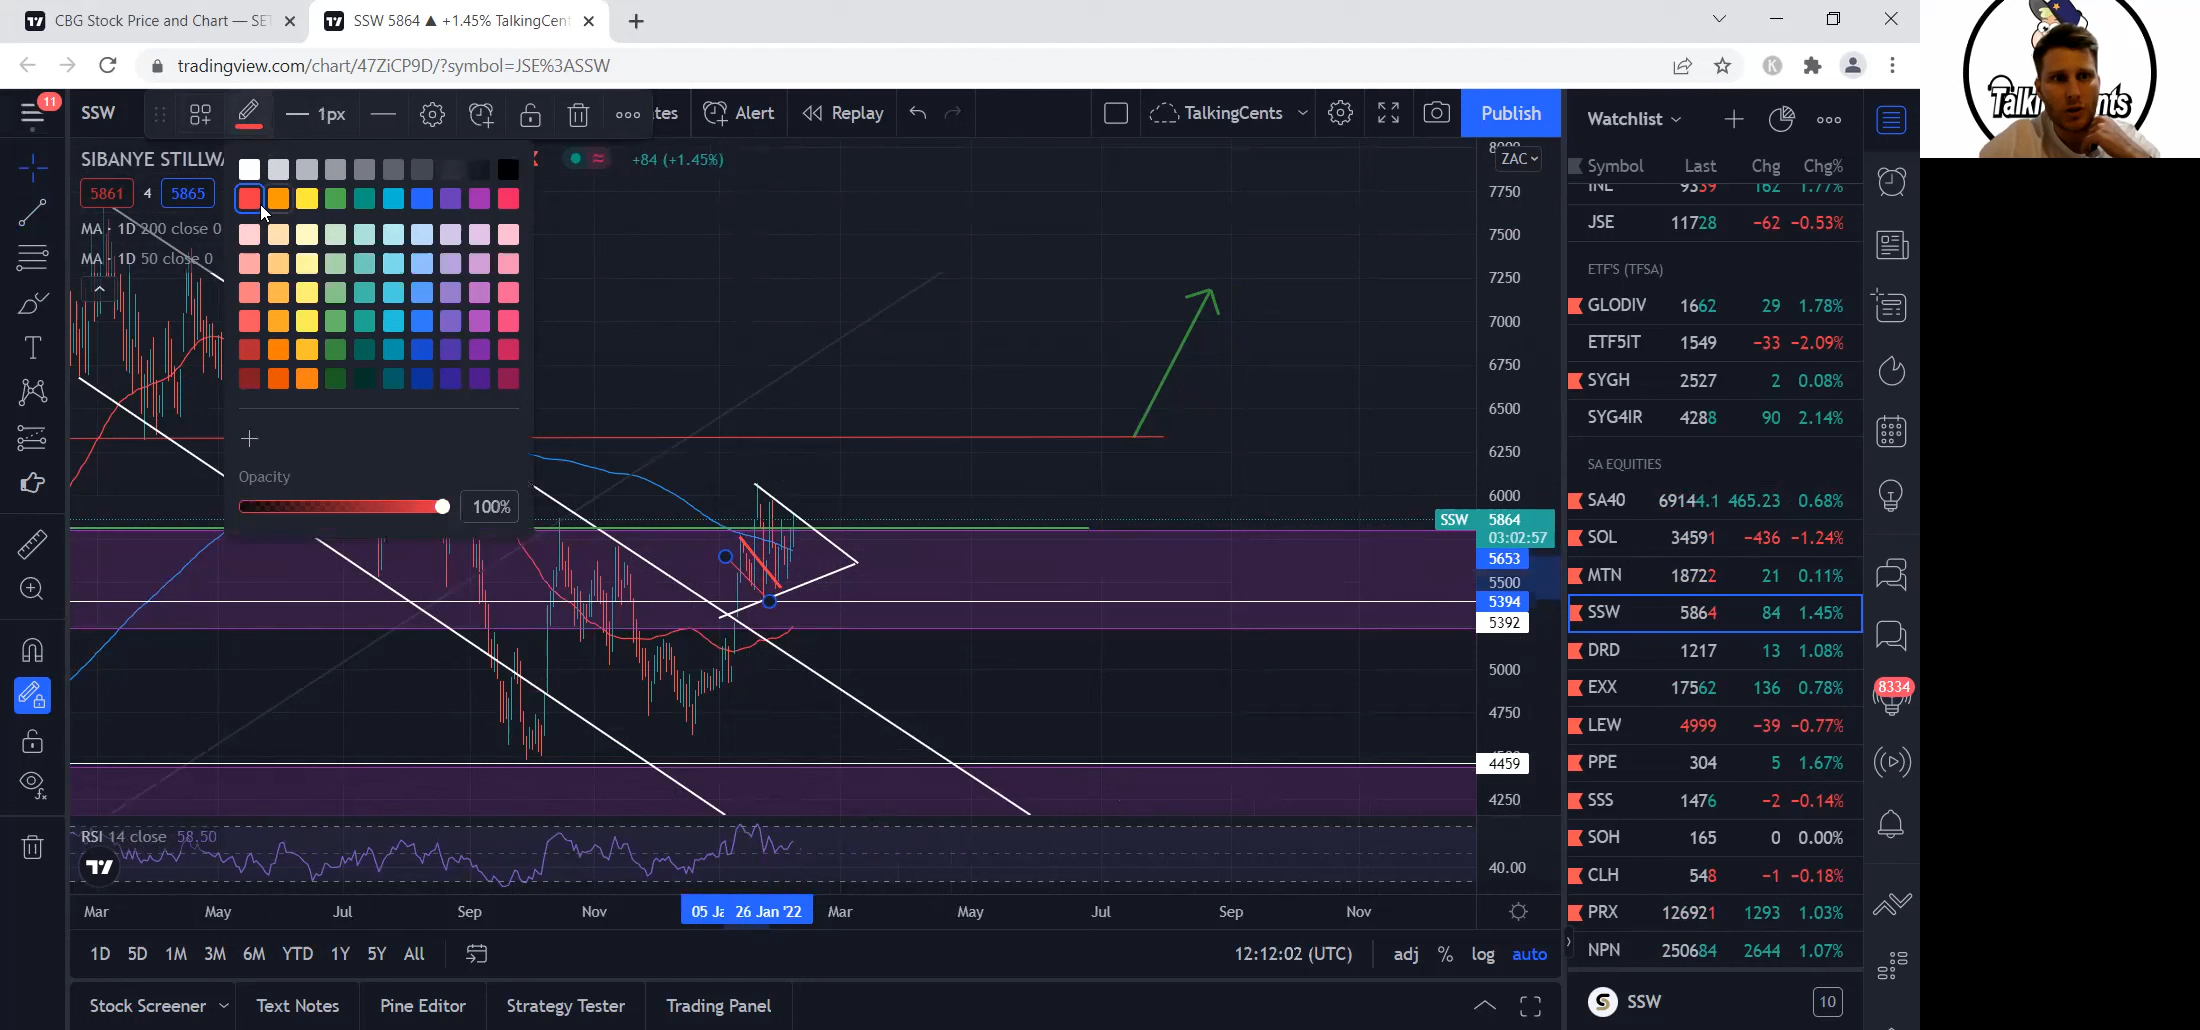 CBG Stock Price and Chart — SET
SSW 5864 ▲ +1.45% TalkingCent
tradingview.com/chart/47ZiCP9D/?symbol=JSE%3ASSW
11
SSW
1px
tes
Alert
Replay
TalkingCents
Publish
SIBANYE STILLW
+84 (+1.45%)
5861
4
5865
MA · 1D 200 close 0
MA · 1D 50 close 0
Opacity
100%
ZAC
8000
7750
7500
7250
7000
6750
6500
6250
6000
SSW
5864
03:02:57
5653
5500
5394
5392
5000
4750
4459
4250
RSI 14 close 58.50
40.00
Mar
May
Jul
Sep
Nov
05 Ja
26 Jan '22
Mar
May
Jul
Sep
Nov
1D
5D
1M
3M
6M
YTD
1Y
5Y
All
12:12:02 (UTC)
adj
%
log
auto
Stock Screener
Text Notes
Pine Editor
Strategy Tester
Trading Panel
Watchlist
Symbol Last Chg Chg%
INL 9339 162 1.77%
JSE 11728 −62 −0.53%
ETF'S (TFSA)
GLODIV 1662 29 1.78%
ETF5IT 1549 −33 −2.09%
SYGH 2527 2 0.08%
SYG4IR 4288 90 2.14%
SA EQUITIES
SA40 69144.1 465.23 0.68%
SOL 34591 −436 −1.24%
MTN 18722 21 0.11%
SSW 5864 84 1.45%
DRD 1217 13 1.08%
EXX 17562 136 0.78%
LEW 4999 −39 −0.77%
PPE 304 5 1.67%
SSS 1476 −2 −0.14%
SOH 165 0 0.00%
CLH 548 −1 −0.18%
PRX 126921 1293 1.03%
NPN 250684 2644 1.07%
SSW
10
8334
K
Talki nts